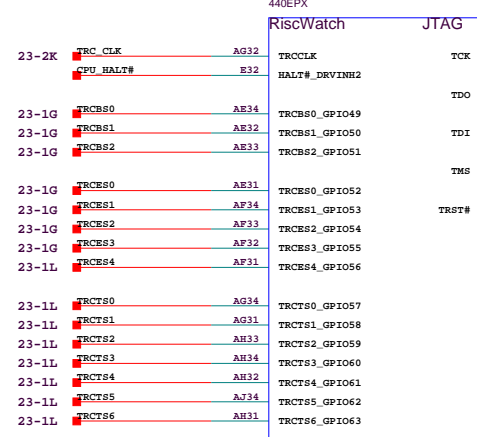 440EPX
RiscWatch JTAG
23-2K TRC_CLK AG32 TRCCLK TCK
CPU_HALT# E32 HALT#_DRVINH2
TDO
23-1G TRCBS0 AE34 TRCBS0_GPIO49
23-1G TRCBS1 AE32 TRCBS1_GPIO50 TDI
23-1G TRCBS2 AE33 TRCBS2_GPIO51
TMS
23-1G TRCES0 AE31 TRCES0_GPIO52
23-1G TRCES1 AF34 TRCES1_GPIO53 TRST#
23-1G TRCES2 AF33 TRCES2_GPIO54
23-1G TRCES3 AF32 TRCES3_GPIO55
23-1L TRCES4 AF31 TRCES4_GPIO56
23-1L TRCTS0 AG34 TRCTS0_GPIO57
23-1L TRCTS1 AG31 TRCTS1_GPIO58
23-1L TRCTS2 AH33 TRCTS2_GPIO59
23-1L TRCTS3 AH34 TRCTS3_GPIO60
23-1L TRCTS4 AH32 TRCTS4_GPIO61
23-1L TRCTS5 AJ34 TRCTS5_GPIO62
23-1L TRCTS6 AH31 TRCTS6_GPIO63